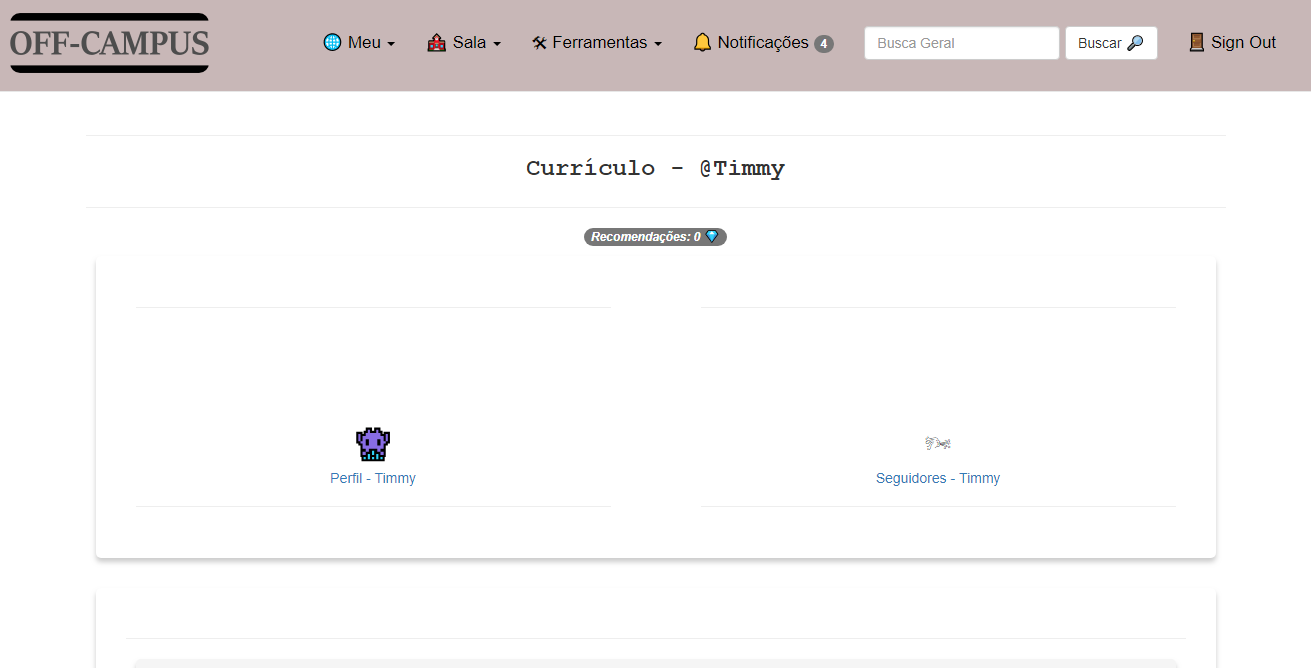 OFF-CAMPUS
Meu Sala Ferramentas Notificações 4 Busca Geral Buscar Sign Out
Currículo - @Timmy
Recomendações: 0
Perfil - Timmy Seguidores - Timmy